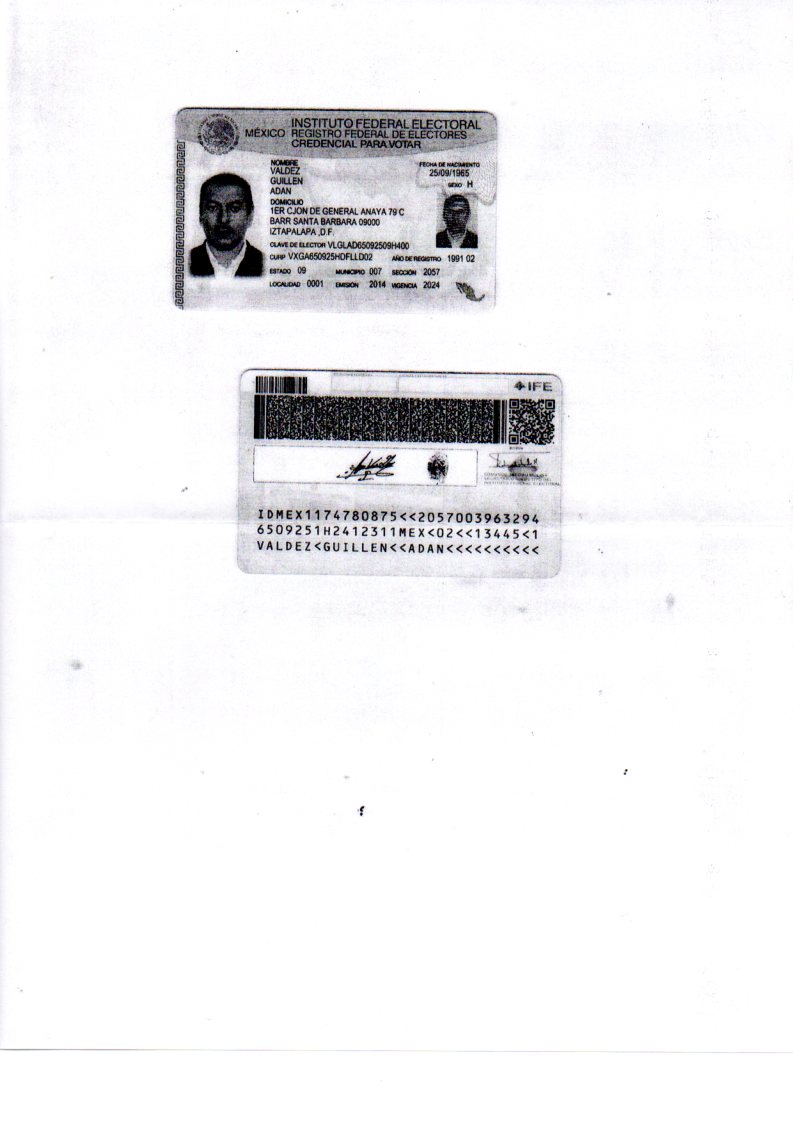 INSTITUTO FEDERAL ELECTORAL
MÉXICO REGISTRO FEDERAL DE ELECTORES
CREDENCIAL PARA VOTAR
NOMBRE
VALDEZ
GUILLEN
ADAN
FECHA DE NACIMIENTO
25/09/1965
SEXO H
DOMICILIO
1ER CJON DE GENERAL ANAYA 79 C
BARR SANTA BARBARA 09000
IZTAPALAPA ,D.F.
CLAVE DE ELECTOR VLGLAD65092509H400
CURP VXGA650925HDFLLD02 AÑO DE REGISTRO 1991 02
ESTADO 09 MUNICIPIO 007 SECCIÓN 2057
LOCALIDAD 0001 EMISIÓN 2014 VIGENCIA 2024
IFE
IDMEX1174780875<<2057003963294
6509251H2412311MEX<02<<13445<1
VALDEZ<GUILLEN<<ADAN<<<<<<<<<<